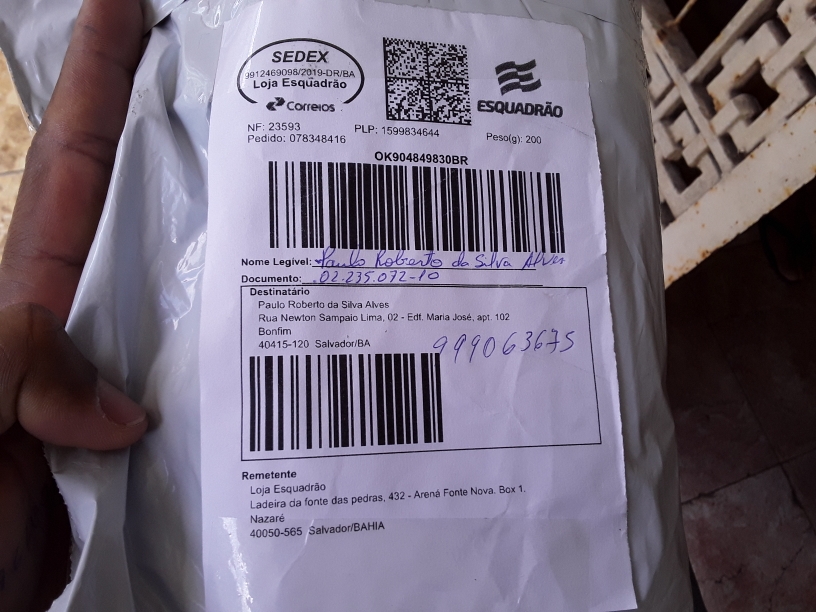 SEDEX
9912469098/2019-DR/BA
Loja Esquadrão
Correios
ESQUADRÃO
NF: 23593
PLP: 1599834644
Peso(g): 200
Pedido: 078348416
OK904849830BR
Nome Legível: Paulo Roberto da Silva Alves
Documento: 02.235.072-10
Destinatário
Paulo Roberto da Silva Alves
Rua Newton Sampaio Lima, 02 - Edf. Maria José, apt. 102
Bonfim
40415-120 Salvador/BA
999063675
Remetente
Loja Esquadrão
Ladeira da fonte das pedras, 432 - Arena Fonte Nova. Box 1.
Nazaré
40050-565 Salvador/BAHIA